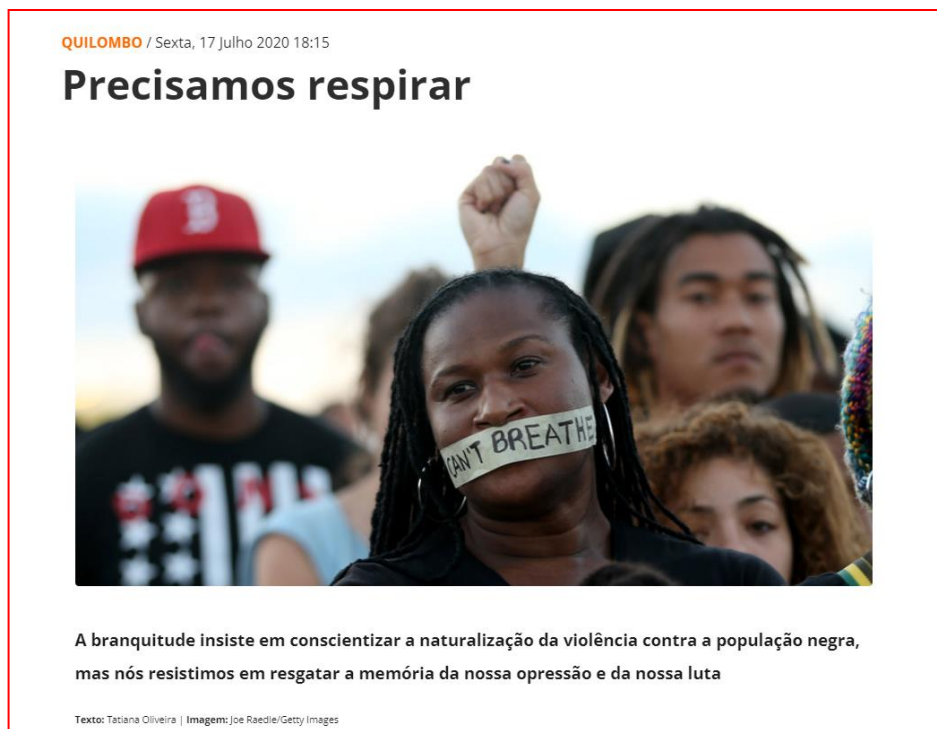 QUILOMBO / Sexta, 17 Julho 2020 18:15
Precisamos respirar
B
CAN'T BREATHE
A branquitude insiste em conscientizar a naturalização da violência contra a população negra,
mas nós resistimos em resgatar a memória da nossa opressão e da nossa luta
Texto: Tatiana Oliveira | Imagem: Joe Raedle/Getty Images